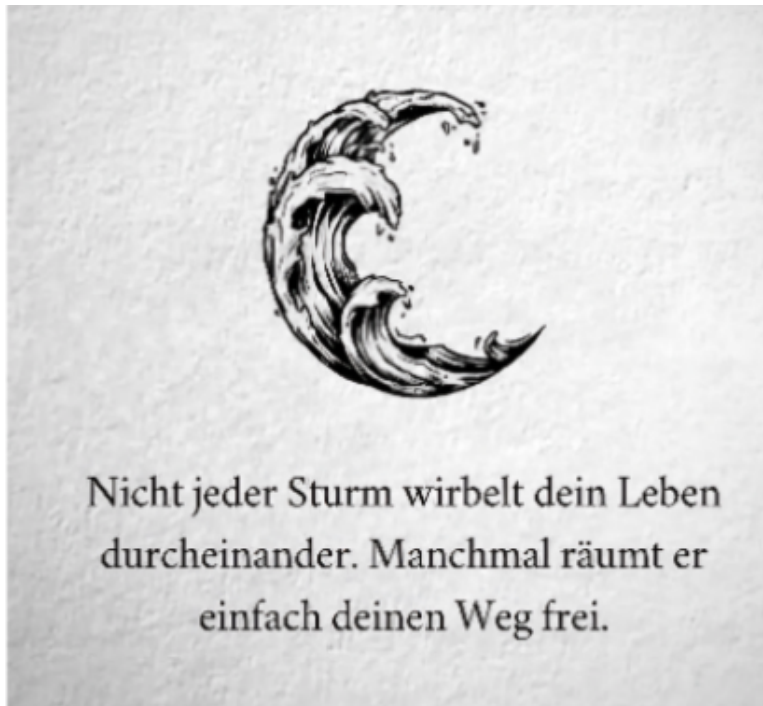 Nicht jeder Sturm wirbelt dein Leben
durcheinander. Manchmal räumt er
einfach deinen Weg frei.